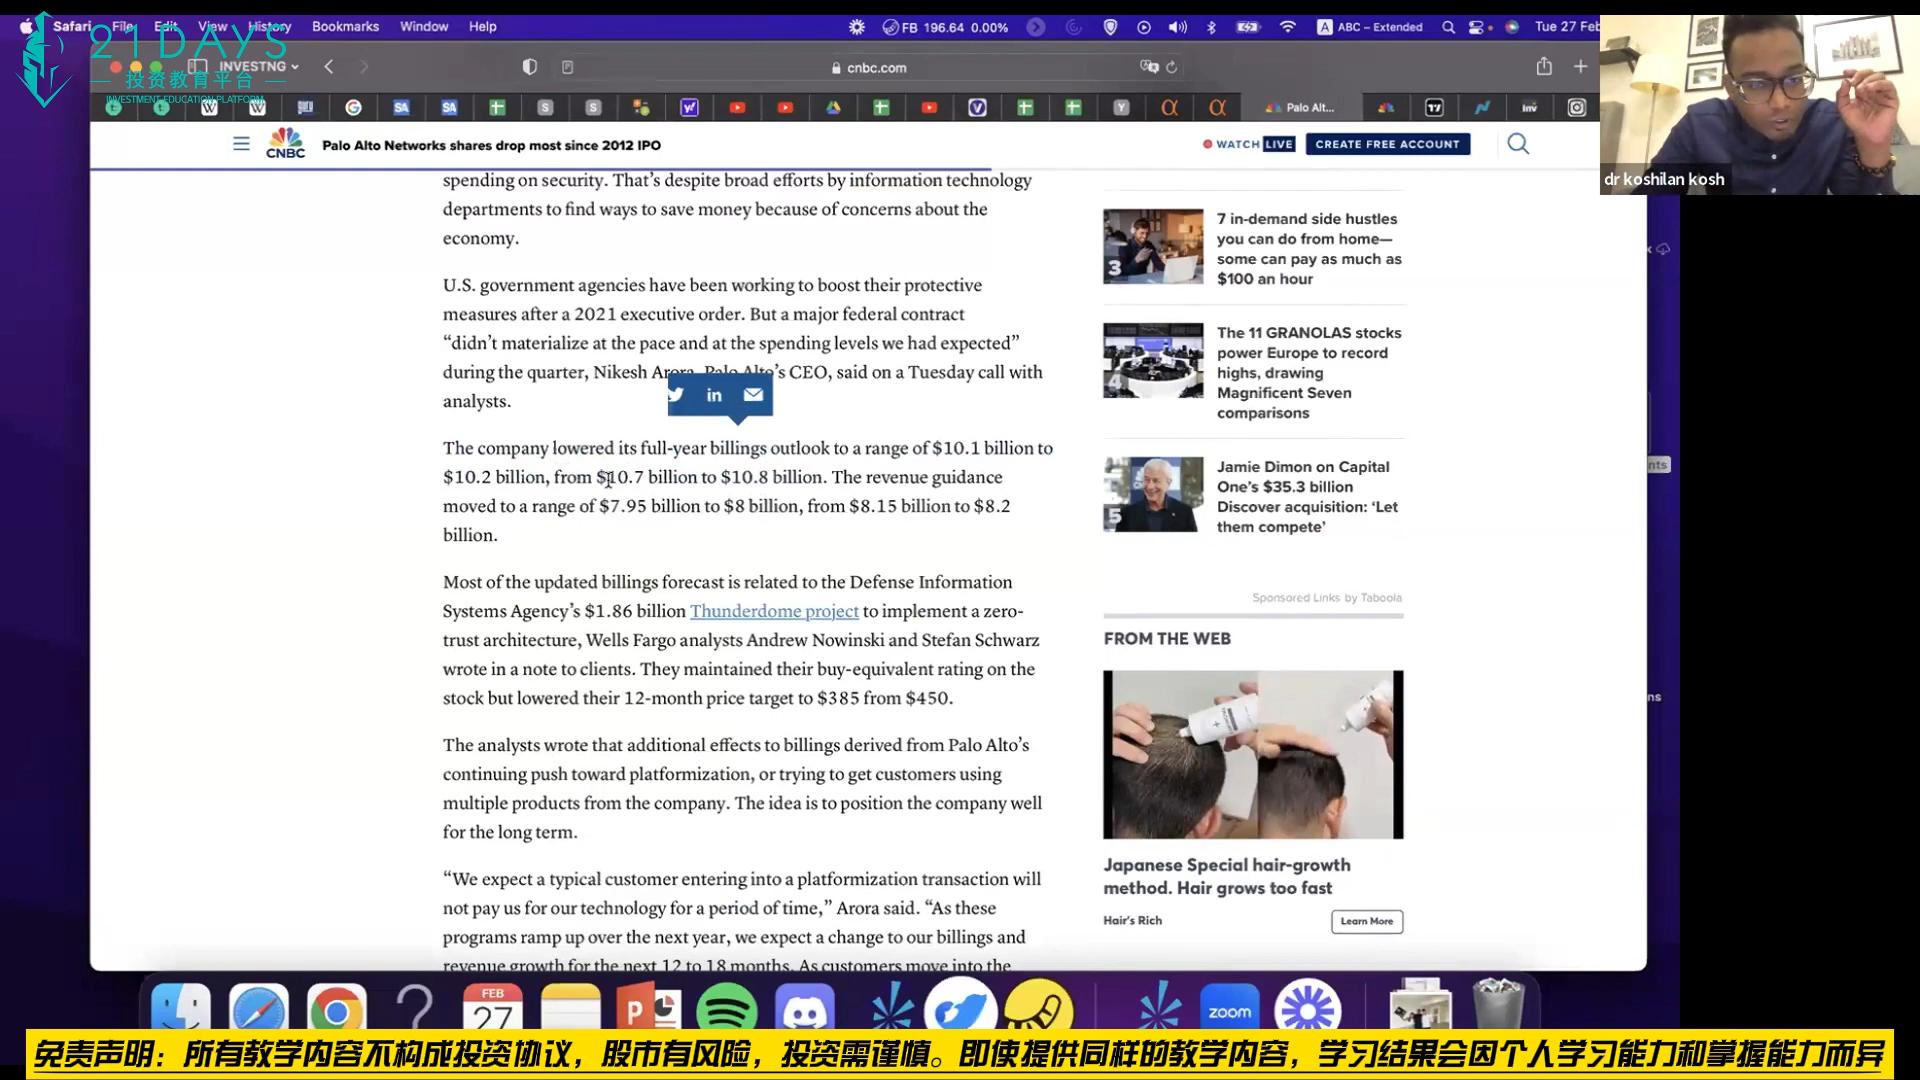 Safari File Edit View History Bookmarks Window Help
FB 196.64 0.00%
ABC – Extended
Tue 27 Feb
21DAYS
投资教育平台
INVESTMENT EDUCATION PLATFORM
INVESTNG
cnbc.com
Palo Alt...
CNBC
Palo Alto Networks shares drop most since 2012 IPO
WATCH LIVE
CREATE FREE ACCOUNT
dr koshilan kosh
spending on security. That’s despite broad efforts by information technology
departments to find ways to save money because of concerns about the
economy.
U.S. government agencies have been working to boost their protective
measures after a 2021 executive order. But a major federal contract
“didn’t materialize at the pace and at the spending levels we had expected”
during the quarter, Nikesh Arora, Palo Alto’s CEO, said on a Tuesday call with
analysts.
in
The company lowered its full-year billings outlook to a range of $10.1 billion to
$10.2 billion, from $10.7 billion to $10.8 billion. The revenue guidance
moved to a range of $7.95 billion to $8 billion, from $8.15 billion to $8.2
billion.
Most of the updated billings forecast is related to the Defense Information
Systems Agency’s $1.86 billion Thunderdome project to implement a zero-
trust architecture, Wells Fargo analysts Andrew Nowinski and Stefan Schwarz
wrote in a note to clients. They maintained their buy-equivalent rating on the
stock but lowered their 12-month price target to $385 from $450.
The analysts wrote that additional effects to billings derived from Palo Alto’s
continuing push toward platformization, or trying to get customers using
multiple products from the company. The idea is to position the company well
for the long term.
“We expect a typical customer entering into a platformization transaction will
not pay us for our technology for a period of time,” Arora said. “As these
programs ramp up over the next year, we expect a change to our billings and
revenue growth for the next 12 to 18 months. As customers move into the
3
7 in-demand side hustles
you can do from home—
some can pay as much as
$100 an hour
4
The 11 GRANOLAS stocks
power Europe to record
highs, drawing
Magnificent Seven
comparisons
5
Jamie Dimon on Capital
One’s $35.3 billion
Discover acquisition: ‘Let
them compete’
Sponsored Links by Taboola
FROM THE WEB
Japanese Special hair-growth
method. Hair grows too fast
Hair's Rich
Learn More
FEB
27
zoom
免责声明：所有教学内容不构成投资协议，股市有风险，投资需谨慎。即使提供同样的教学内容，学习结果会因个人学习能力和掌握能力而异